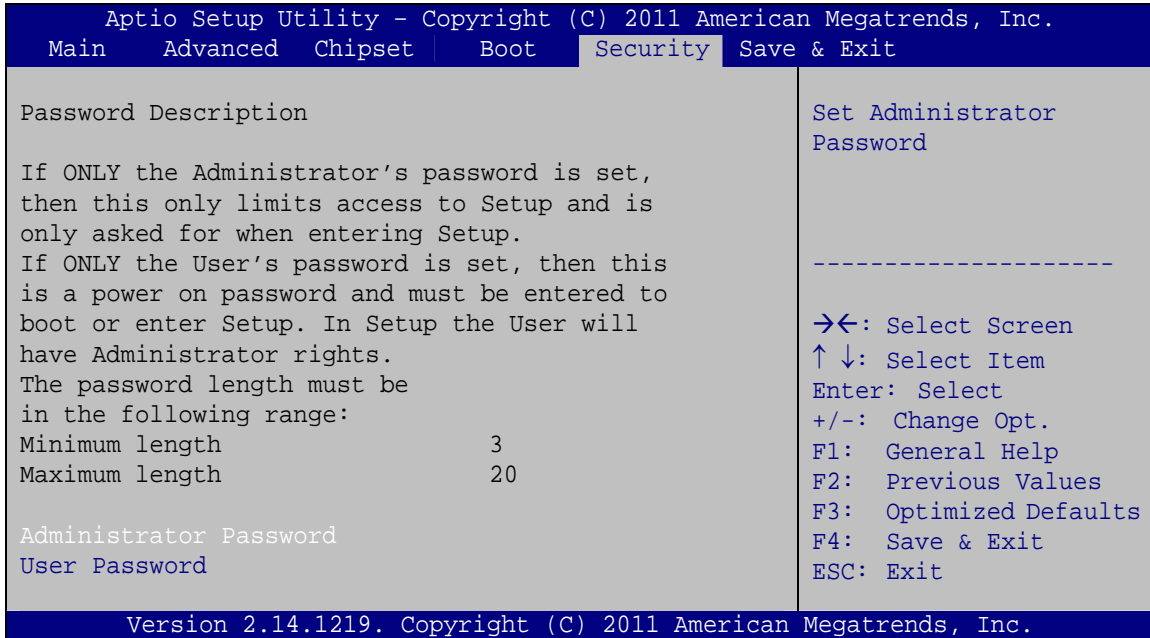 Aptio Setup Utility – Copyright (C) 2011 American Megatrends, Inc.
Main Advanced Chipset Boot Security Save & Exit
Password Description
If ONLY the Administrator’s password is set,
then this only limits access to Setup and is
only asked for when entering Setup.
If ONLY the User’s password is set, then this
is a power on password and must be entered to
boot or enter Setup. In Setup the User will
have Administrator rights.
The password length must be
in the following range:
Minimum length 3
Maximum length 20
Administrator Password
User Password
Set Administrator
Password
---------------------
→←: Select Screen
↑ ↓: Select Item
Enter: Select
+/-: Change Opt.
F1: General Help
F2: Previous Values
F3: Optimized Defaults
F4: Save & Exit
ESC: Exit
Version 2.14.1219. Copyright (C) 2011 American Megatrends, Inc.